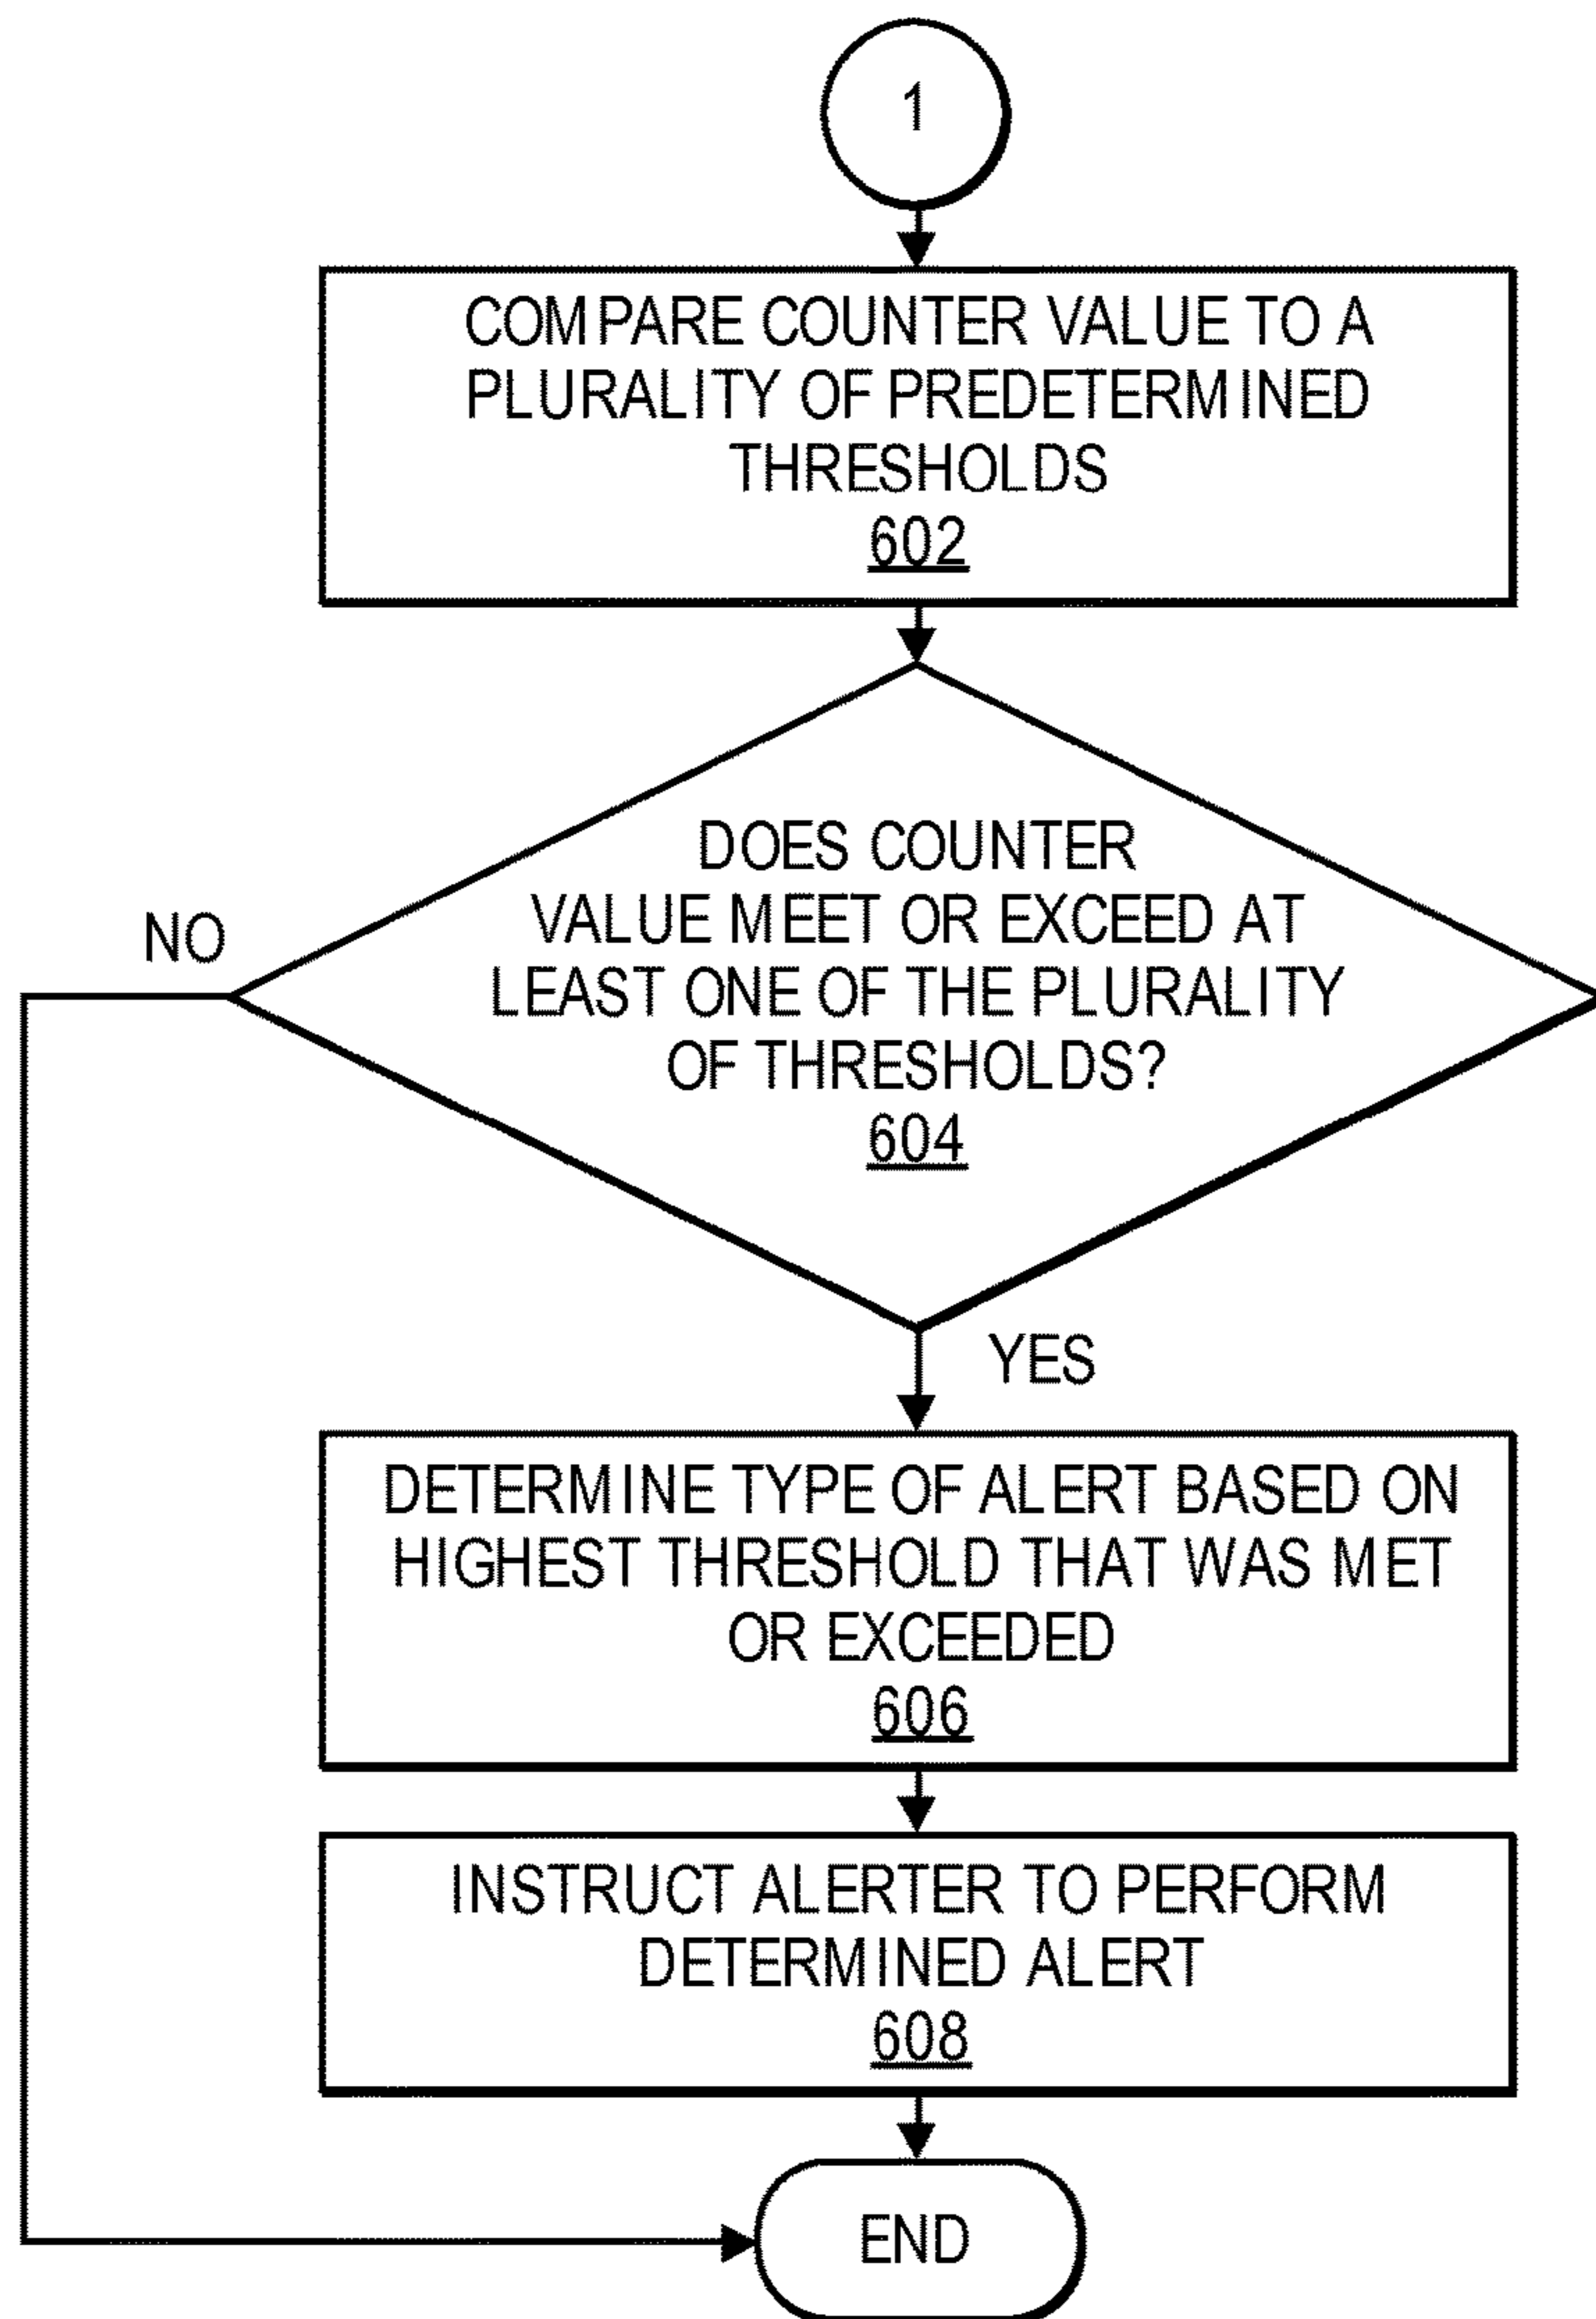 1
COMPARE COUNTER VALUE TO A
PLURALITY OF PREDETERMINED
THRESHOLDS
602
DOES COUNTER
VALUE MEET OR EXCEED AT
LEAST ONE OF THE PLURALITY
OF THRESHOLDS?
604
NO
YES
DETERMINE TYPE OF ALERT BASED ON
HIGHEST THRESHOLD THAT WAS MET
OR EXCEEDED
606
INSTRUCT ALERTER TO PERFORM
DETERMINED ALERT
608
END